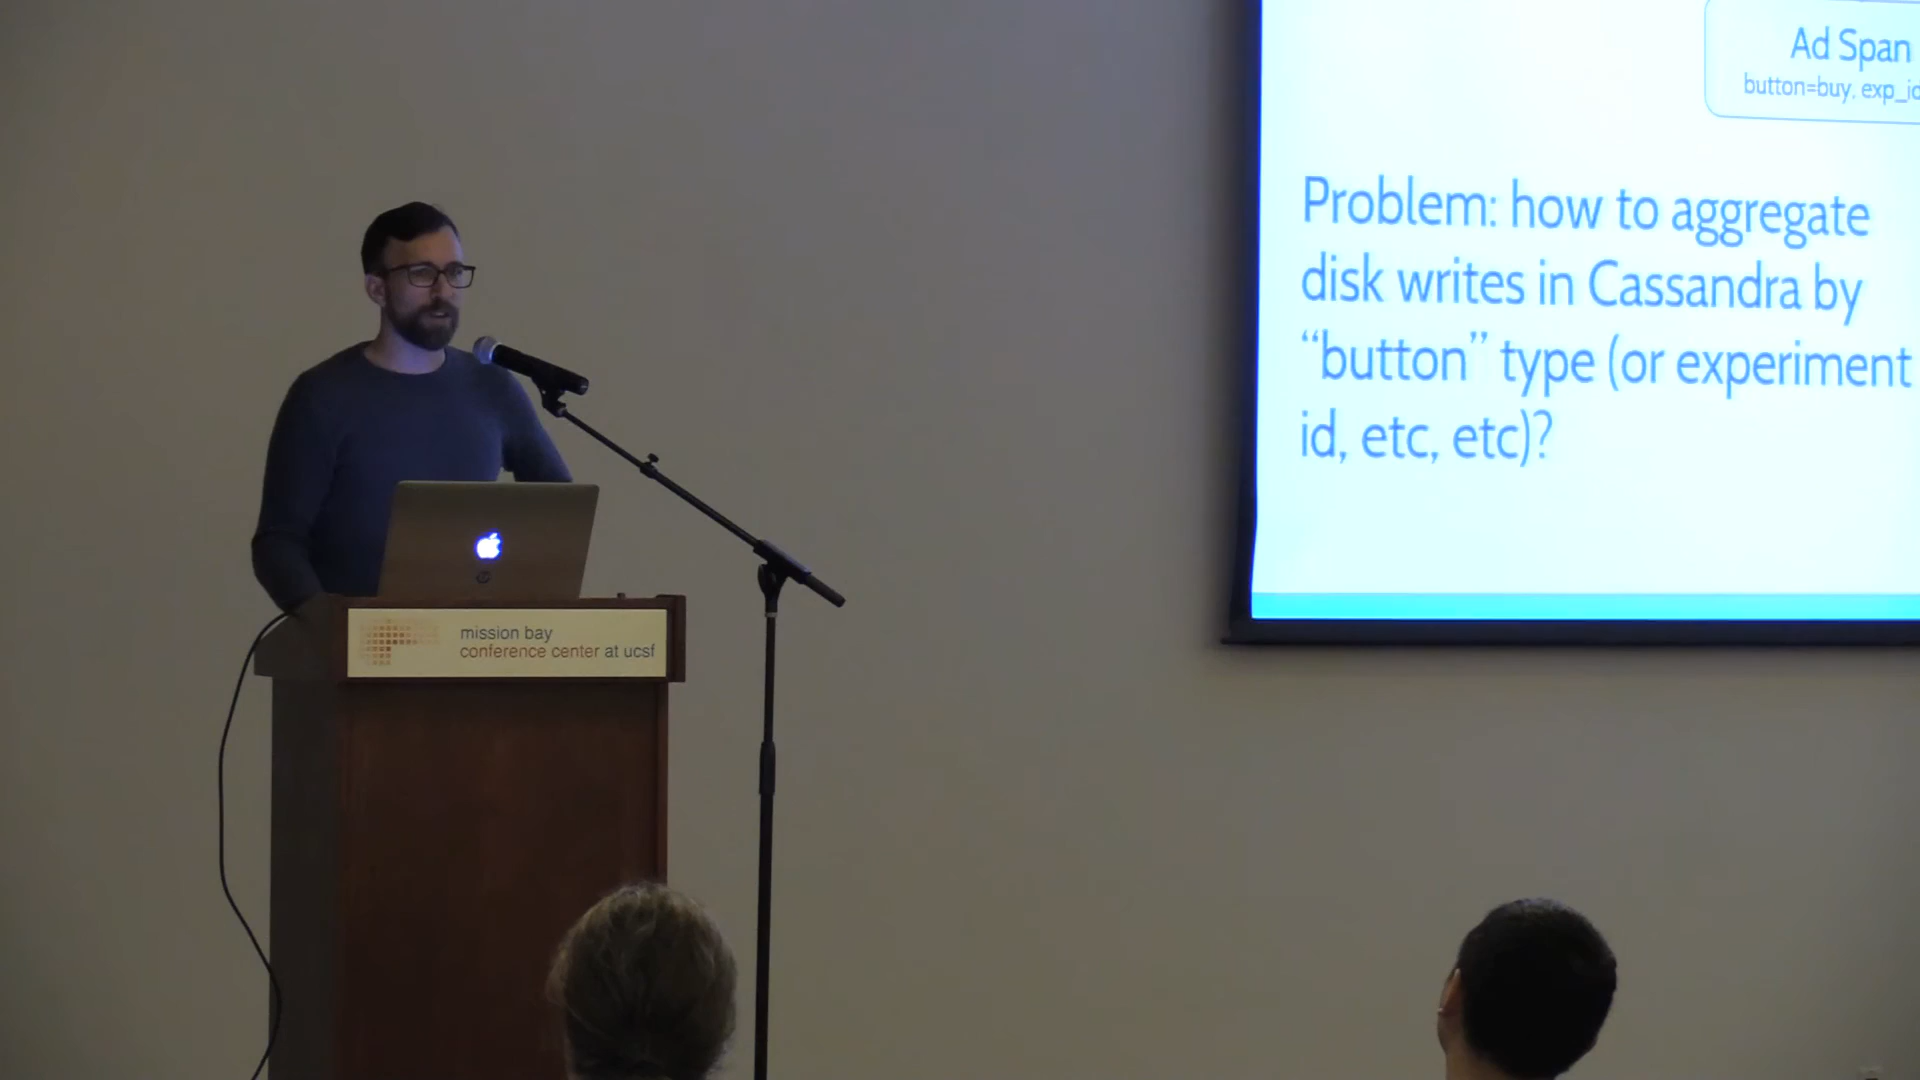 Ad Span
button=buy, exp_id
Problem: how to aggregate
disk writes in Cassandra by
“button” type (or experiment
id, etc, etc)?
mission bay
conference center at ucsf